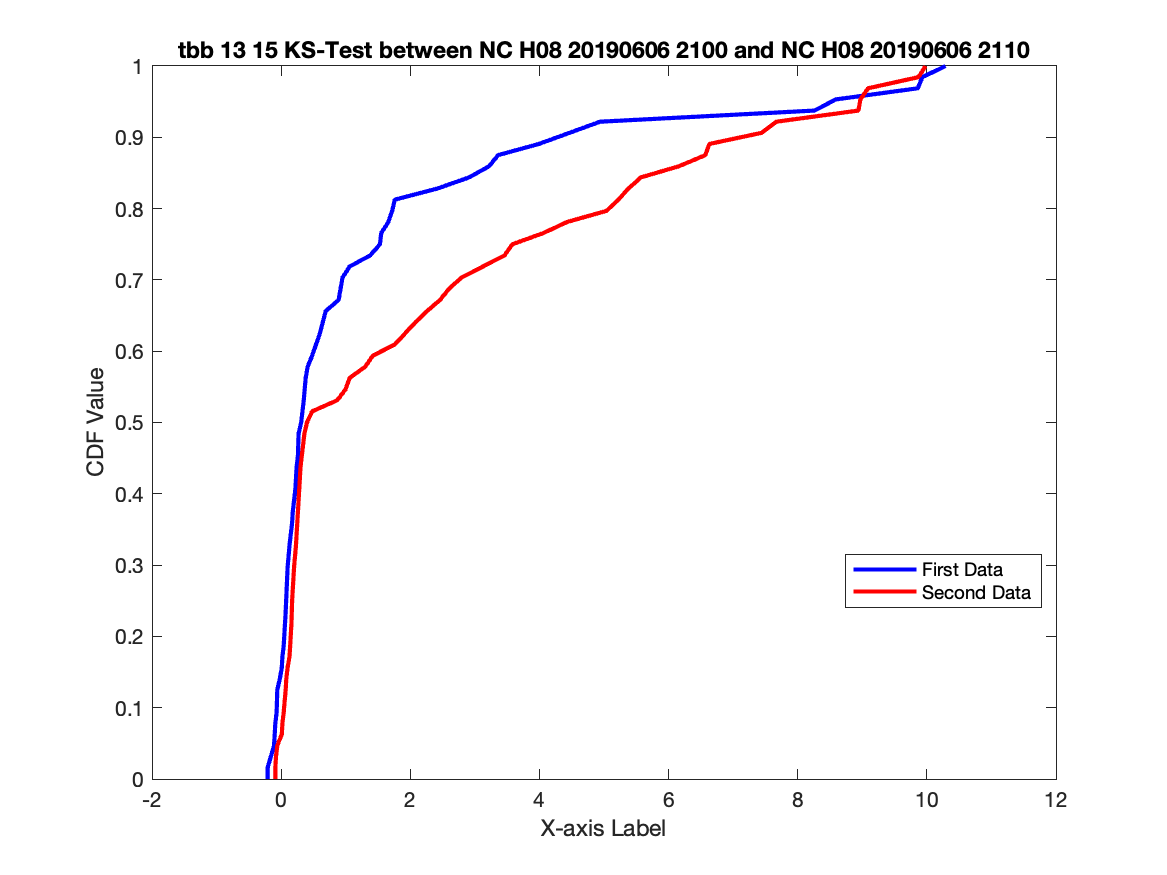 tbb 13 15 KS-Test between NC H08 20190606 2100 and NC H08 20190606 2110
1
0.9
0.8
0.7
0.6
0.5
0.4
0.3
0.2
0.1
0
CDF Value
First Data
Second Data
-2 0 2 4 6 8 10 12
X-axis Label